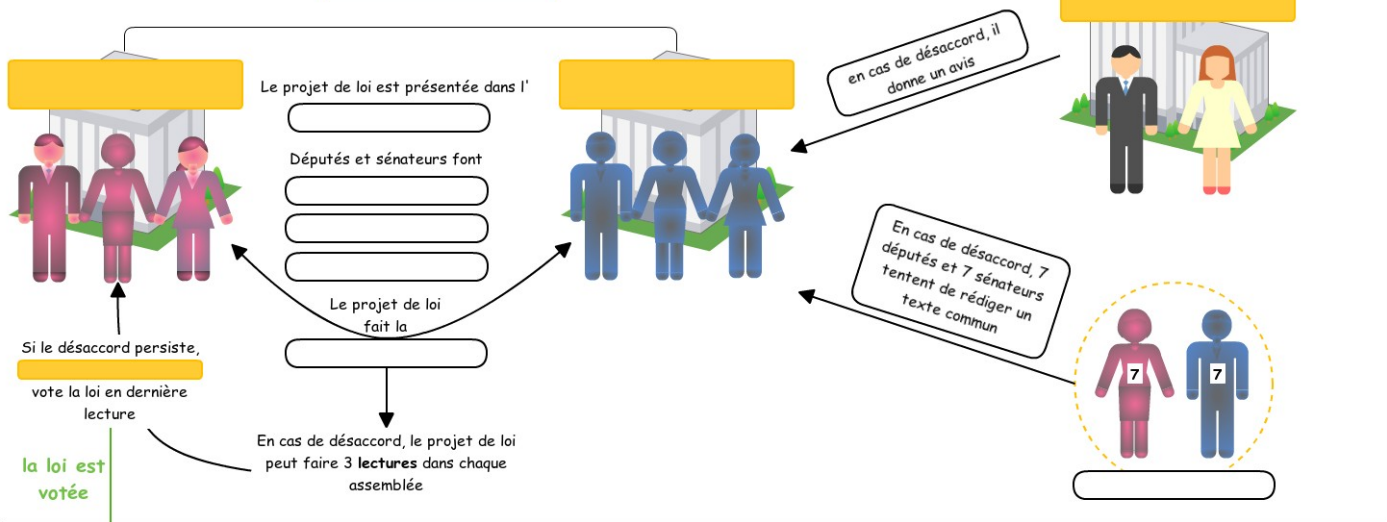 Le projet de loi est présentée dans l'
Députés et sénateurs font
Le projet de loi
fait la
en cas de désaccord, il
donne un avis
En cas de désaccord, 7
députés et 7 sénateurs
tentent de rédiger un
texte commun
7
7
Si le désaccord persiste,
vote la loi en dernière
lecture
la loi est
votée
En cas de désaccord, le projet de loi
peut faire 3 lectures dans chaque
assemblée